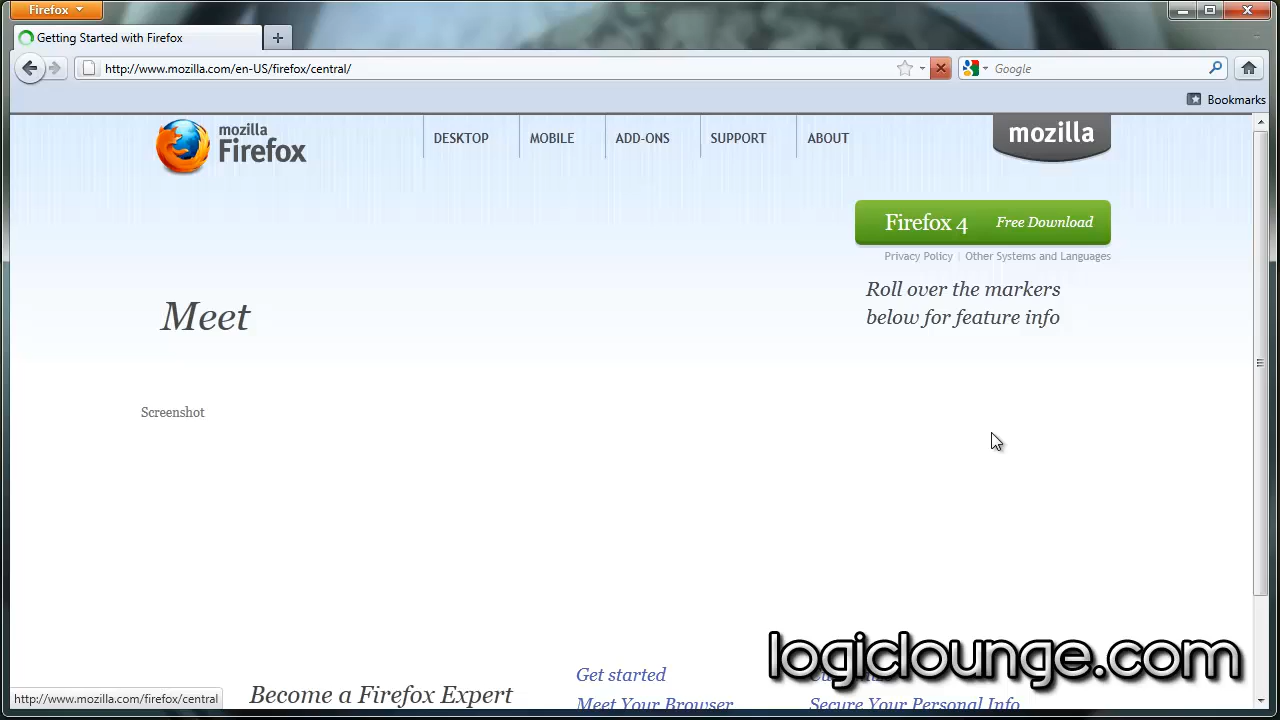 Firefox
Getting Started with Firefox
http://www.mozilla.com/en-US/firefox/central/
Google
Bookmarks
mozilla
Firefox
DESKTOP
MOBILE
ADD-ONS
SUPPORT
ABOUT
mozilla
Firefox 4 Free Download
Privacy Policy | Other Systems and Languages
Roll over the markers
below for feature info
Meet
Screenshot
logiclounge.com
Get started
Become a Firefox Expert
Meet Your Browser
Secure Your Personal Info
http://www.mozilla.com/firefox/central